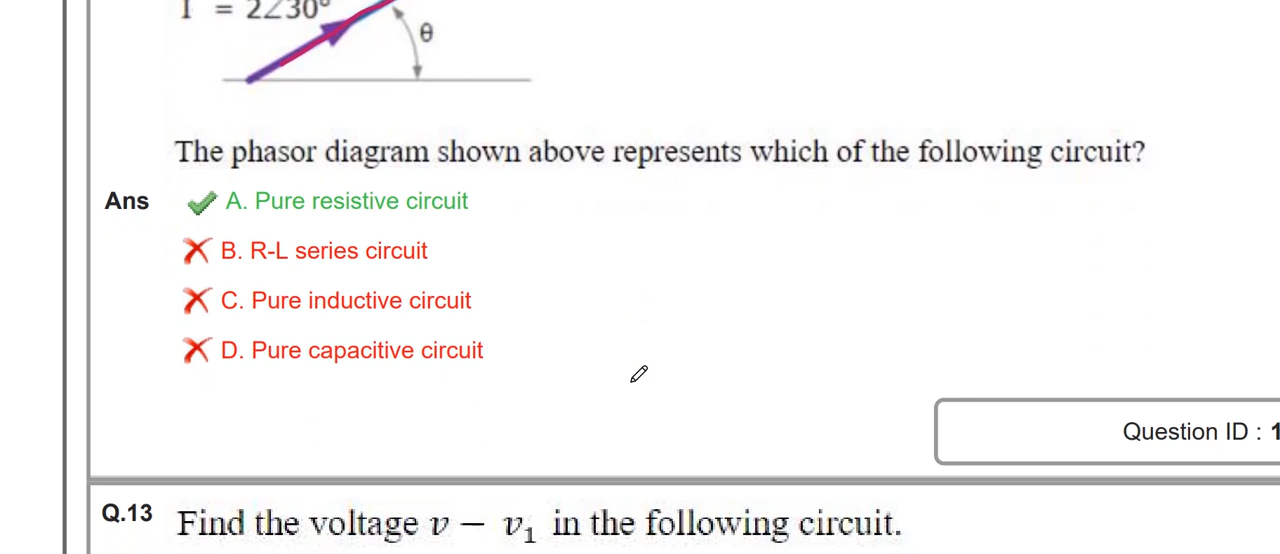 I = 2∠30°
θ
The phasor diagram shown above represents which of the following circuit?
Ans A. Pure resistive circuit
B. R-L series circuit
C. Pure inductive circuit
D. Pure capacitive circuit
Question ID : 1
Q.13 Find the voltage v − v₁ in the following circuit.